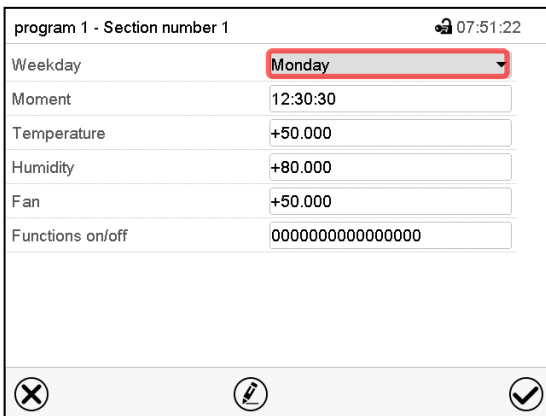 program 1 - Section number 1 07:51:22
Weekday Monday
Moment 12:30:30
Temperature +50.000
Humidity +80.000
Fan +50.000
Functions on/off 0000000000000000